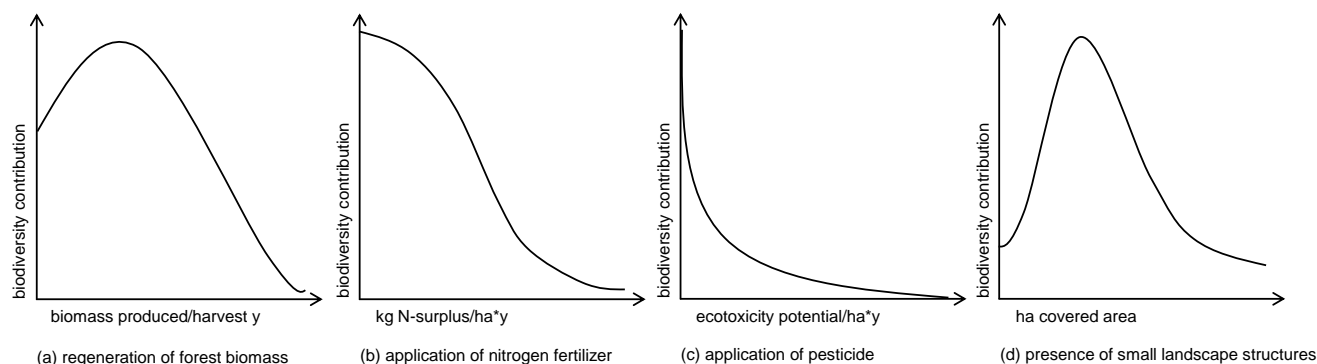 biodiversity contribution
biomass produced/harvest y
(a) regeneration of forest biomass
biodiversity contribution
kg N-surplus/ha*y
(b) application of nitrogen fertilizer
biodiversity contribution
ecotoxicity potential/ha*y
(c) application of pesticide
biodiversity contribution
ha covered area
(d) presence of small landscape structures